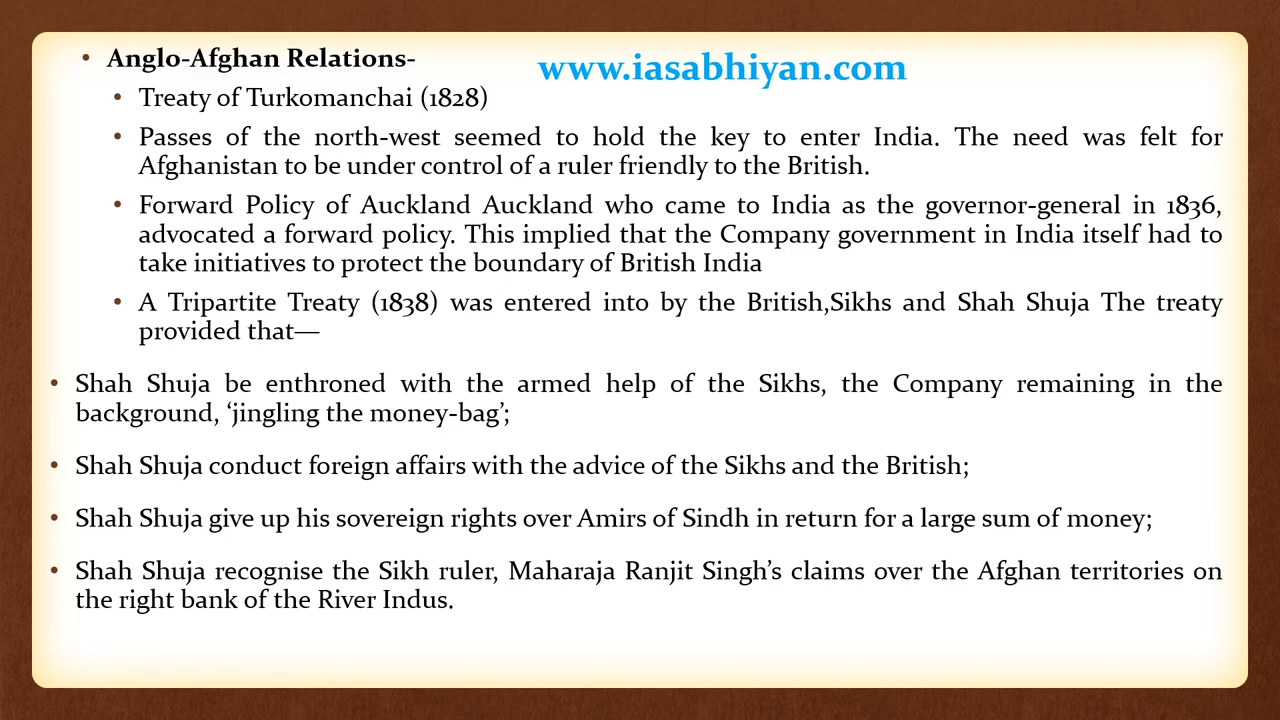 • Anglo-Afghan Relations-
www.iasabhiyan.com
• Treaty of Turkomanchai (1828)
• Passes of the north-west seemed to hold the key to enter India. The need was felt for
Afghanistan to be under control of a ruler friendly to the British.
• Forward Policy of Auckland Auckland who came to India as the governor-general in 1836,
advocated a forward policy. This implied that the Company government in India itself had to
take initiatives to protect the boundary of British India
• A Tripartite Treaty (1838) was entered into by the British,Sikhs and Shah Shuja The treaty
provided that—
• Shah Shuja be enthroned with the armed help of the Sikhs, the Company remaining in the
background, ‘jingling the money-bag’;
• Shah Shuja conduct foreign affairs with the advice of the Sikhs and the British;
• Shah Shuja give up his sovereign rights over Amirs of Sindh in return for a large sum of money;
• Shah Shuja recognise the Sikh ruler, Maharaja Ranjit Singh’s claims over the Afghan territories on
the right bank of the River Indus.